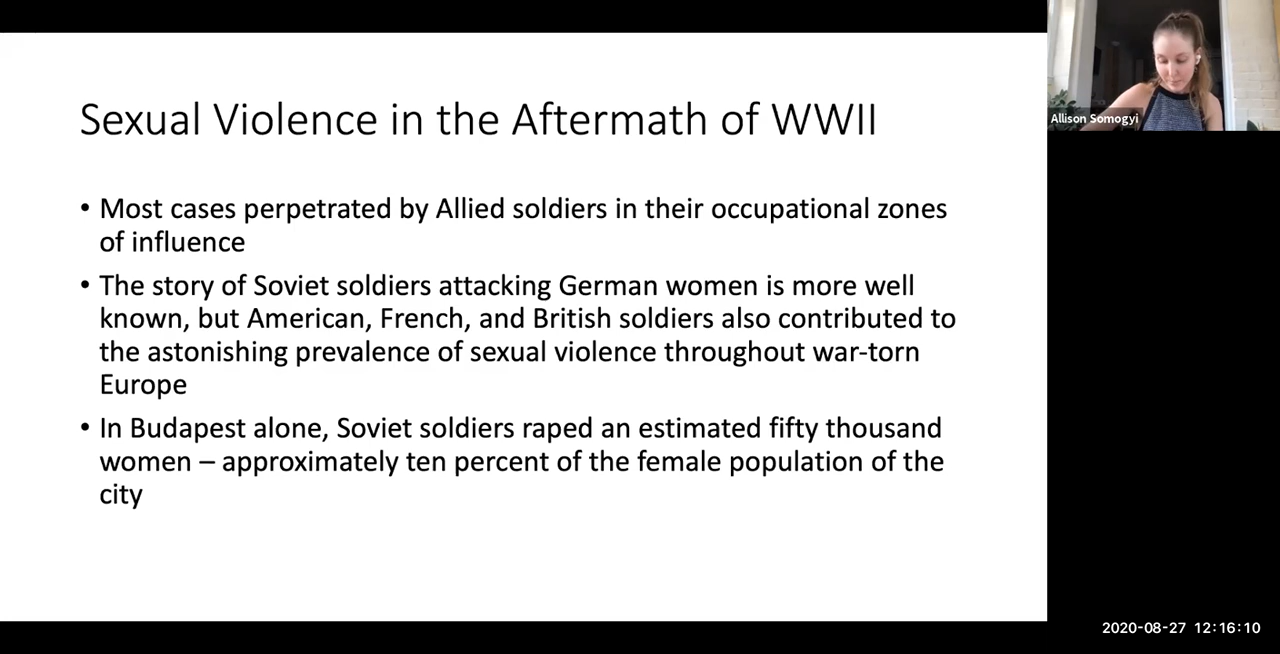 Sexual Violence in the Aftermath of WWII
• Most cases perpetrated by Allied soldiers in their occupational zones
of influence
• The story of Soviet soldiers attacking German women is more well
known, but American, French, and British soldiers also contributed to
the astonishing prevalence of sexual violence throughout war-torn
Europe
• In Budapest alone, Soviet soldiers raped an estimated fifty thousand
women – approximately ten percent of the female population of the
city
Allison Somogyi
2020-08-27 12:16:10